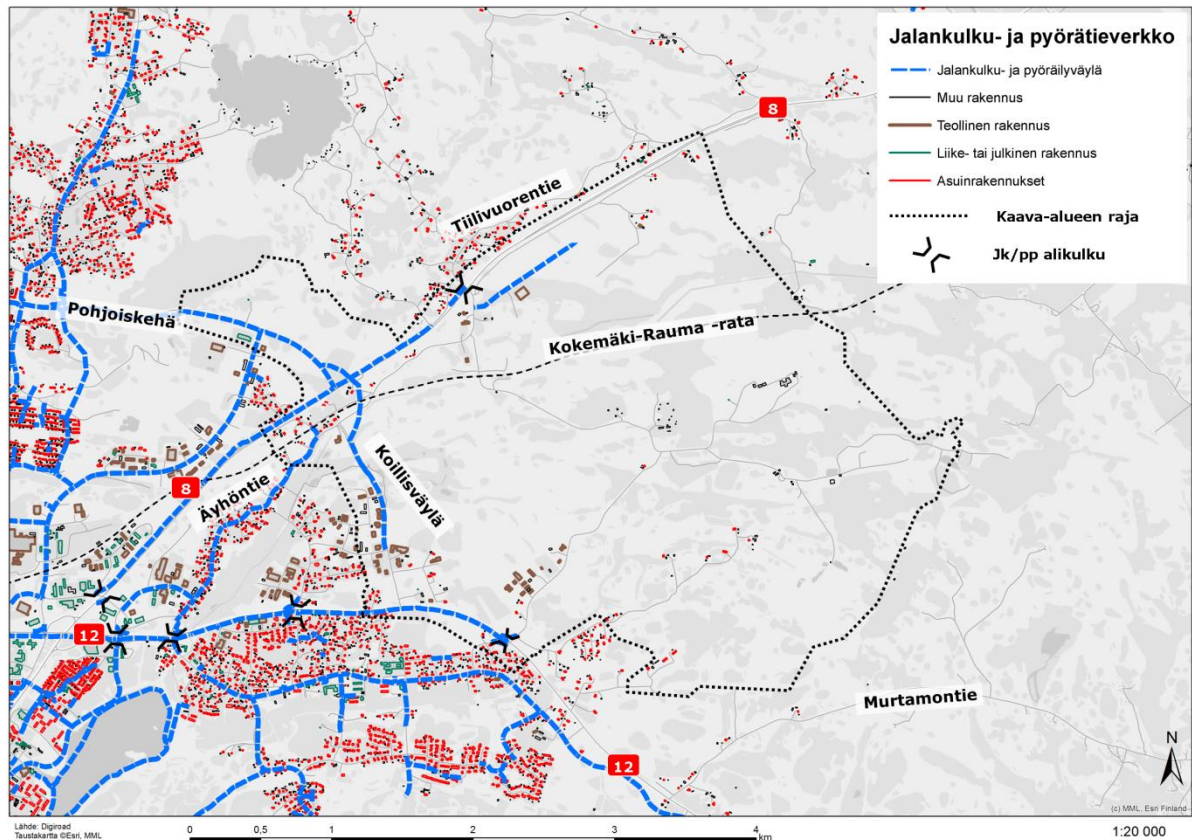 Jalankulku- ja pyörätieverkko
Jalankulku- ja pyöräilyväylä
Muu rakennus
Teollinen rakennus
Liike- tai julkinen rakennus
Asuinrakennukset
Kaava-alueen raja
Jk/pp alikulku
8
Tiilivuorentie
Pohjoiskehä
Kokemäki-Rauma -rata
Koillisväylä
8
Äyhöntie
12
Murtamontie
12
N
(c) MML, Esri Finland
Lähde: Digiroad
Taustakartta ©Esri, MML
0 0,5 1 2 3 4
km
1:20 000